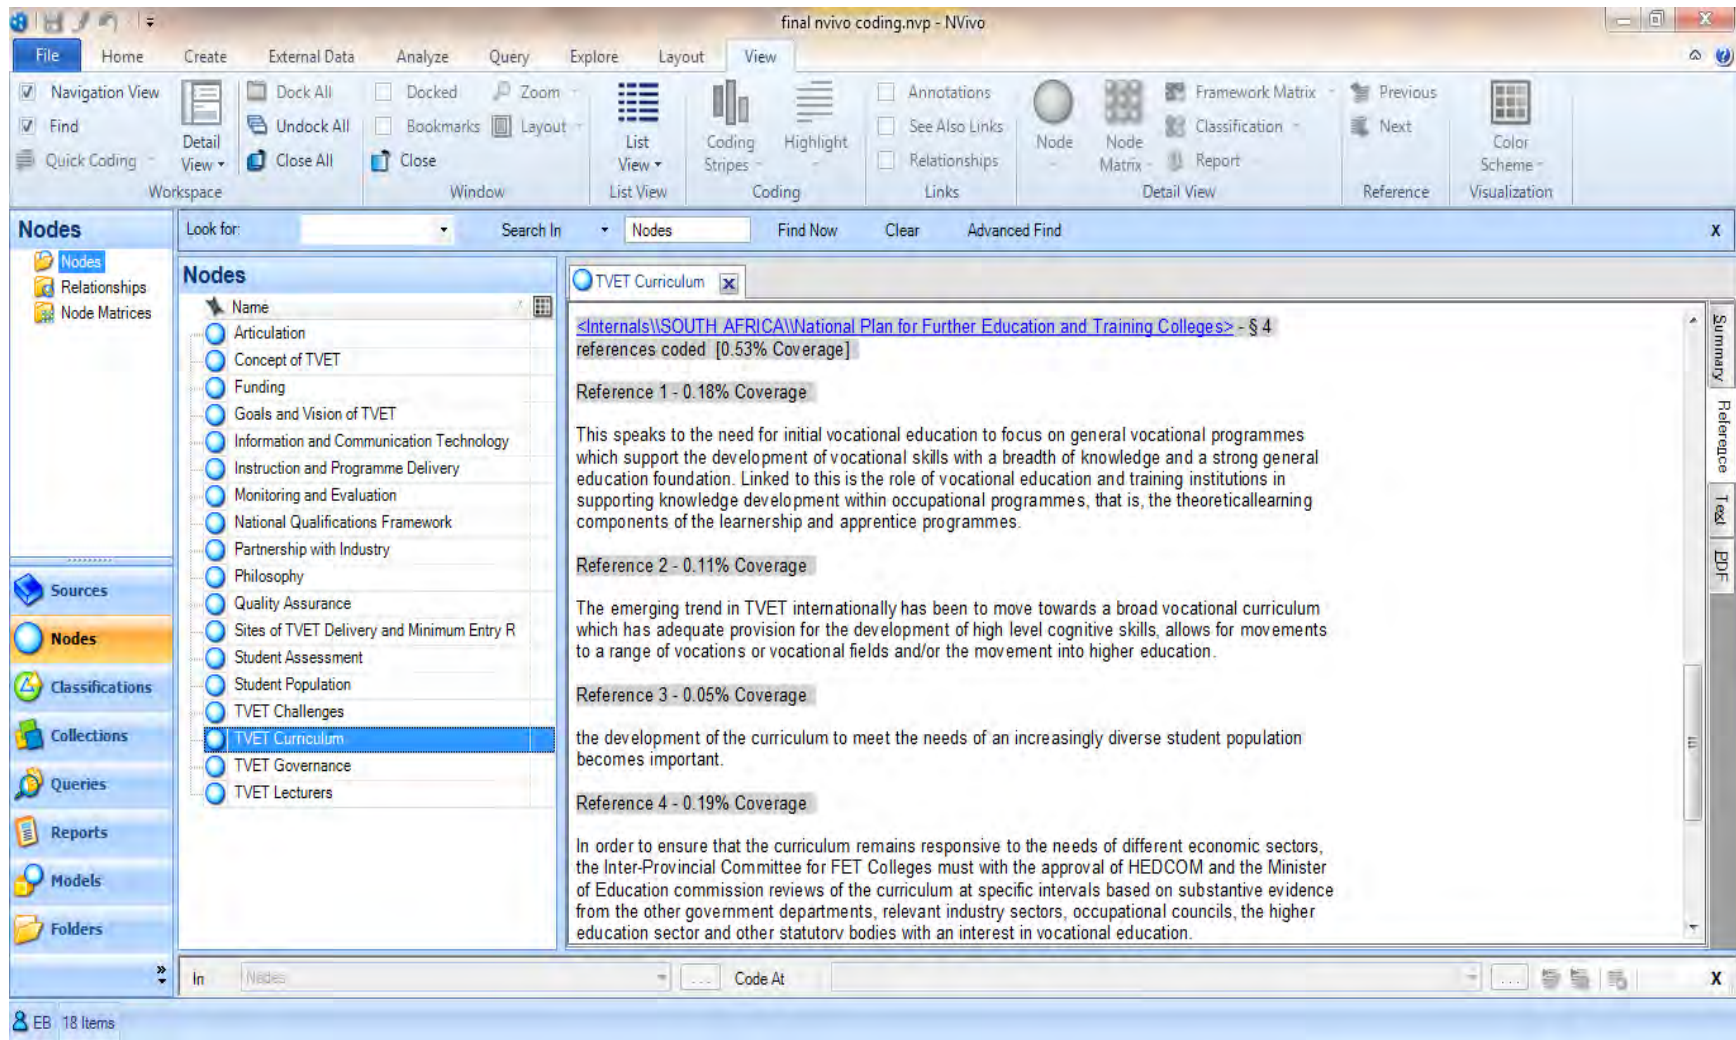 final nvivo coding.nvp - NVivo
File Home Create External Data Analyze Query Explore Layout View
Navigation View
Find
Quick Coding
Detail View
Dock All
Undock All
Close All
Workspace
Docked
Bookmarks
Close
Zoom
Layout
Window
List View
List View
Coding Stripes
Highlight
Coding
Annotations
See Also Links
Relationships
Links
Node
Node Matrix
Framework Matrix
Classification
Report
Detail View
Previous
Next
Reference
Color Scheme
Visualization
Nodes
Nodes
Relationships
Node Matrices
Look for: Search In Nodes Find Now Clear Advanced Find X
Nodes
Name
Articulation
Concept of TVET
Funding
Goals and Vision of TVET
Information and Communication Technology
Instruction and Programme Delivery
Monitoring and Evaluation
National Qualifications Framework
Partnership with Industry
Philosophy
Quality Assurance
Sites of TVET Delivery and Minimum Entry R
Student Assessment
Student Population
TVET Challenges
TVET Curriculum
TVET Governance
TVET Lecturers
TVET Curriculum
<Internals\\SOUTH AFRICA\\National Plan for Further Education and Training Colleges> - § 4
references coded [0.53% Coverage]
Reference 1 - 0.18% Coverage
This speaks to the need for initial vocational education to focus on general vocational programmes
which support the development of vocational skills with a breadth of knowledge and a strong general
education foundation. Linked to this is the role of vocational education and training institutions in
supporting knowledge development within occupational programmes, that is, the theoreticallearning
components of the learnership and apprentice programmes.
Reference 2 - 0.11% Coverage
The emerging trend in TVET internationally has been to move towards a broad vocational curriculum
which has adequate provision for the development of high level cognitive skills, allows for movements
to a range of vocations or vocational fields and/or the movement into higher education.
Reference 3 - 0.05% Coverage
the development of the curriculum to meet the needs of an increasingly diverse student population
becomes important.
Reference 4 - 0.19% Coverage
In order to ensure that the curriculum remains responsive to the needs of different economic sectors,
the Inter-Provincial Committee for FET Colleges must with the approval of HEDCOM and the Minister
of Education commission reviews of the curriculum at specific intervals based on substantive evidence
from the other government departments, relevant industry sectors, occupational councils, the higher
education sector and other statutory bodies with an interest in vocational education.
Summary
Reference
Text
PDF
Sources
Nodes
Classifications
Collections
Queries
Reports
Models
Folders
In Nodes ... Code At ... X
EB 18 Items